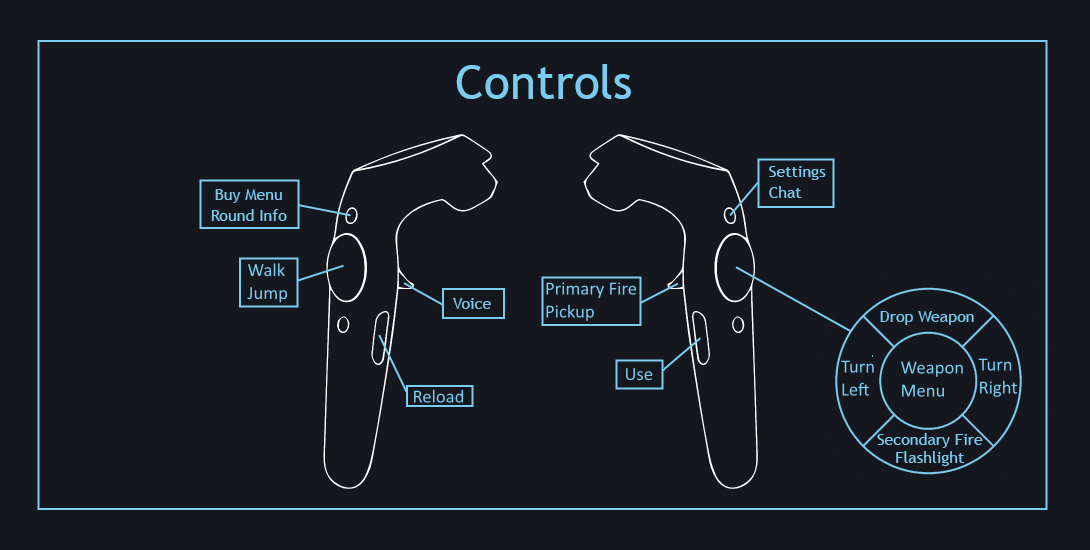 Controls
Buy Menu
Round Info
Walk
Jump
Voice
Reload
Settings
Chat
Primary Fire
Pickup
Use
Drop Weapon
Turn
Left
Weapon
Menu
Turn
Right
Secondary Fire
Flashlight